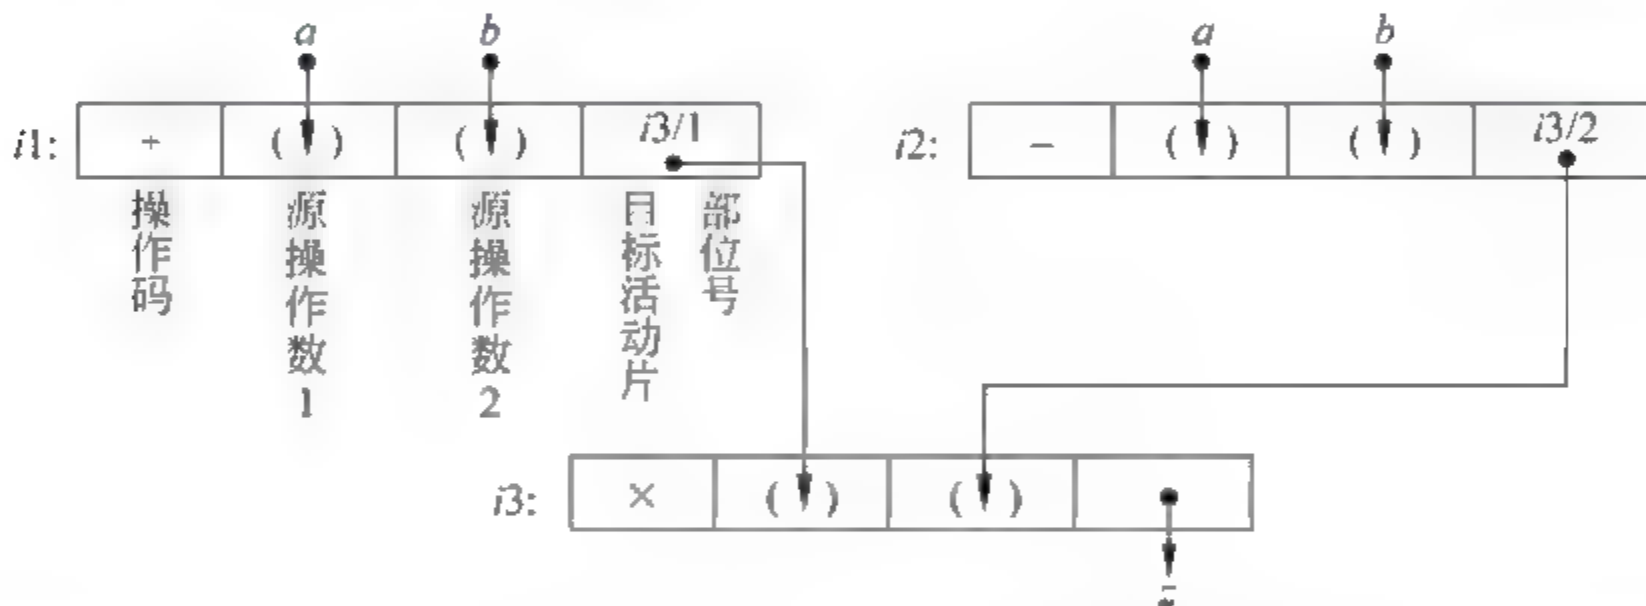 a b a b
i1: + ( ) ( ) i3/1 i2: − ( ) ( ) i3/2
操作码
源操作数1
源操作数2
目标活动片
部位号
i3: × ( ) ( )